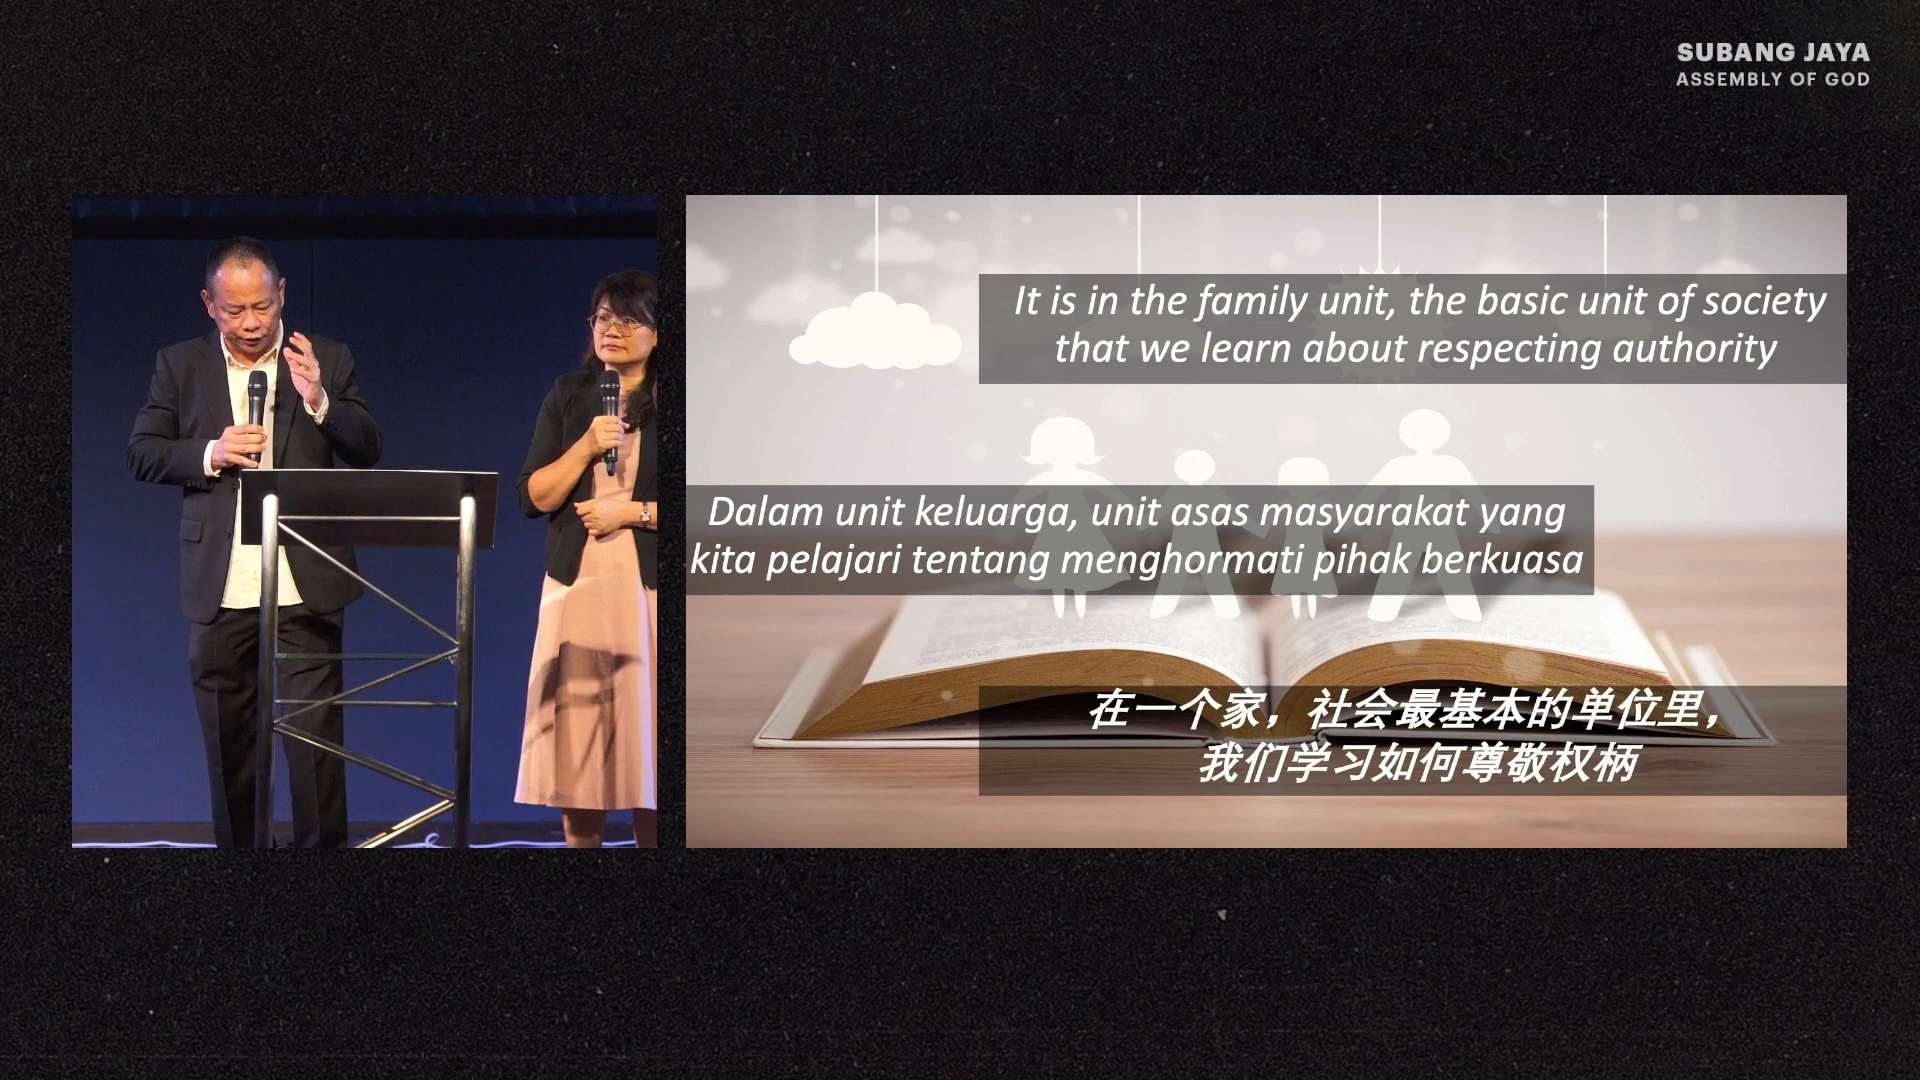 SUBANG JAYA
ASSEMBLY OF GOD
It is in the family unit, the basic unit of society
that we learn about respecting authority
Dalam unit keluarga, unit asas masyarakat yang
kita pelajari tentang menghormati pihak berkuasa
在一个家，社会最基本的单位里，
我们学习如何尊敬权柄